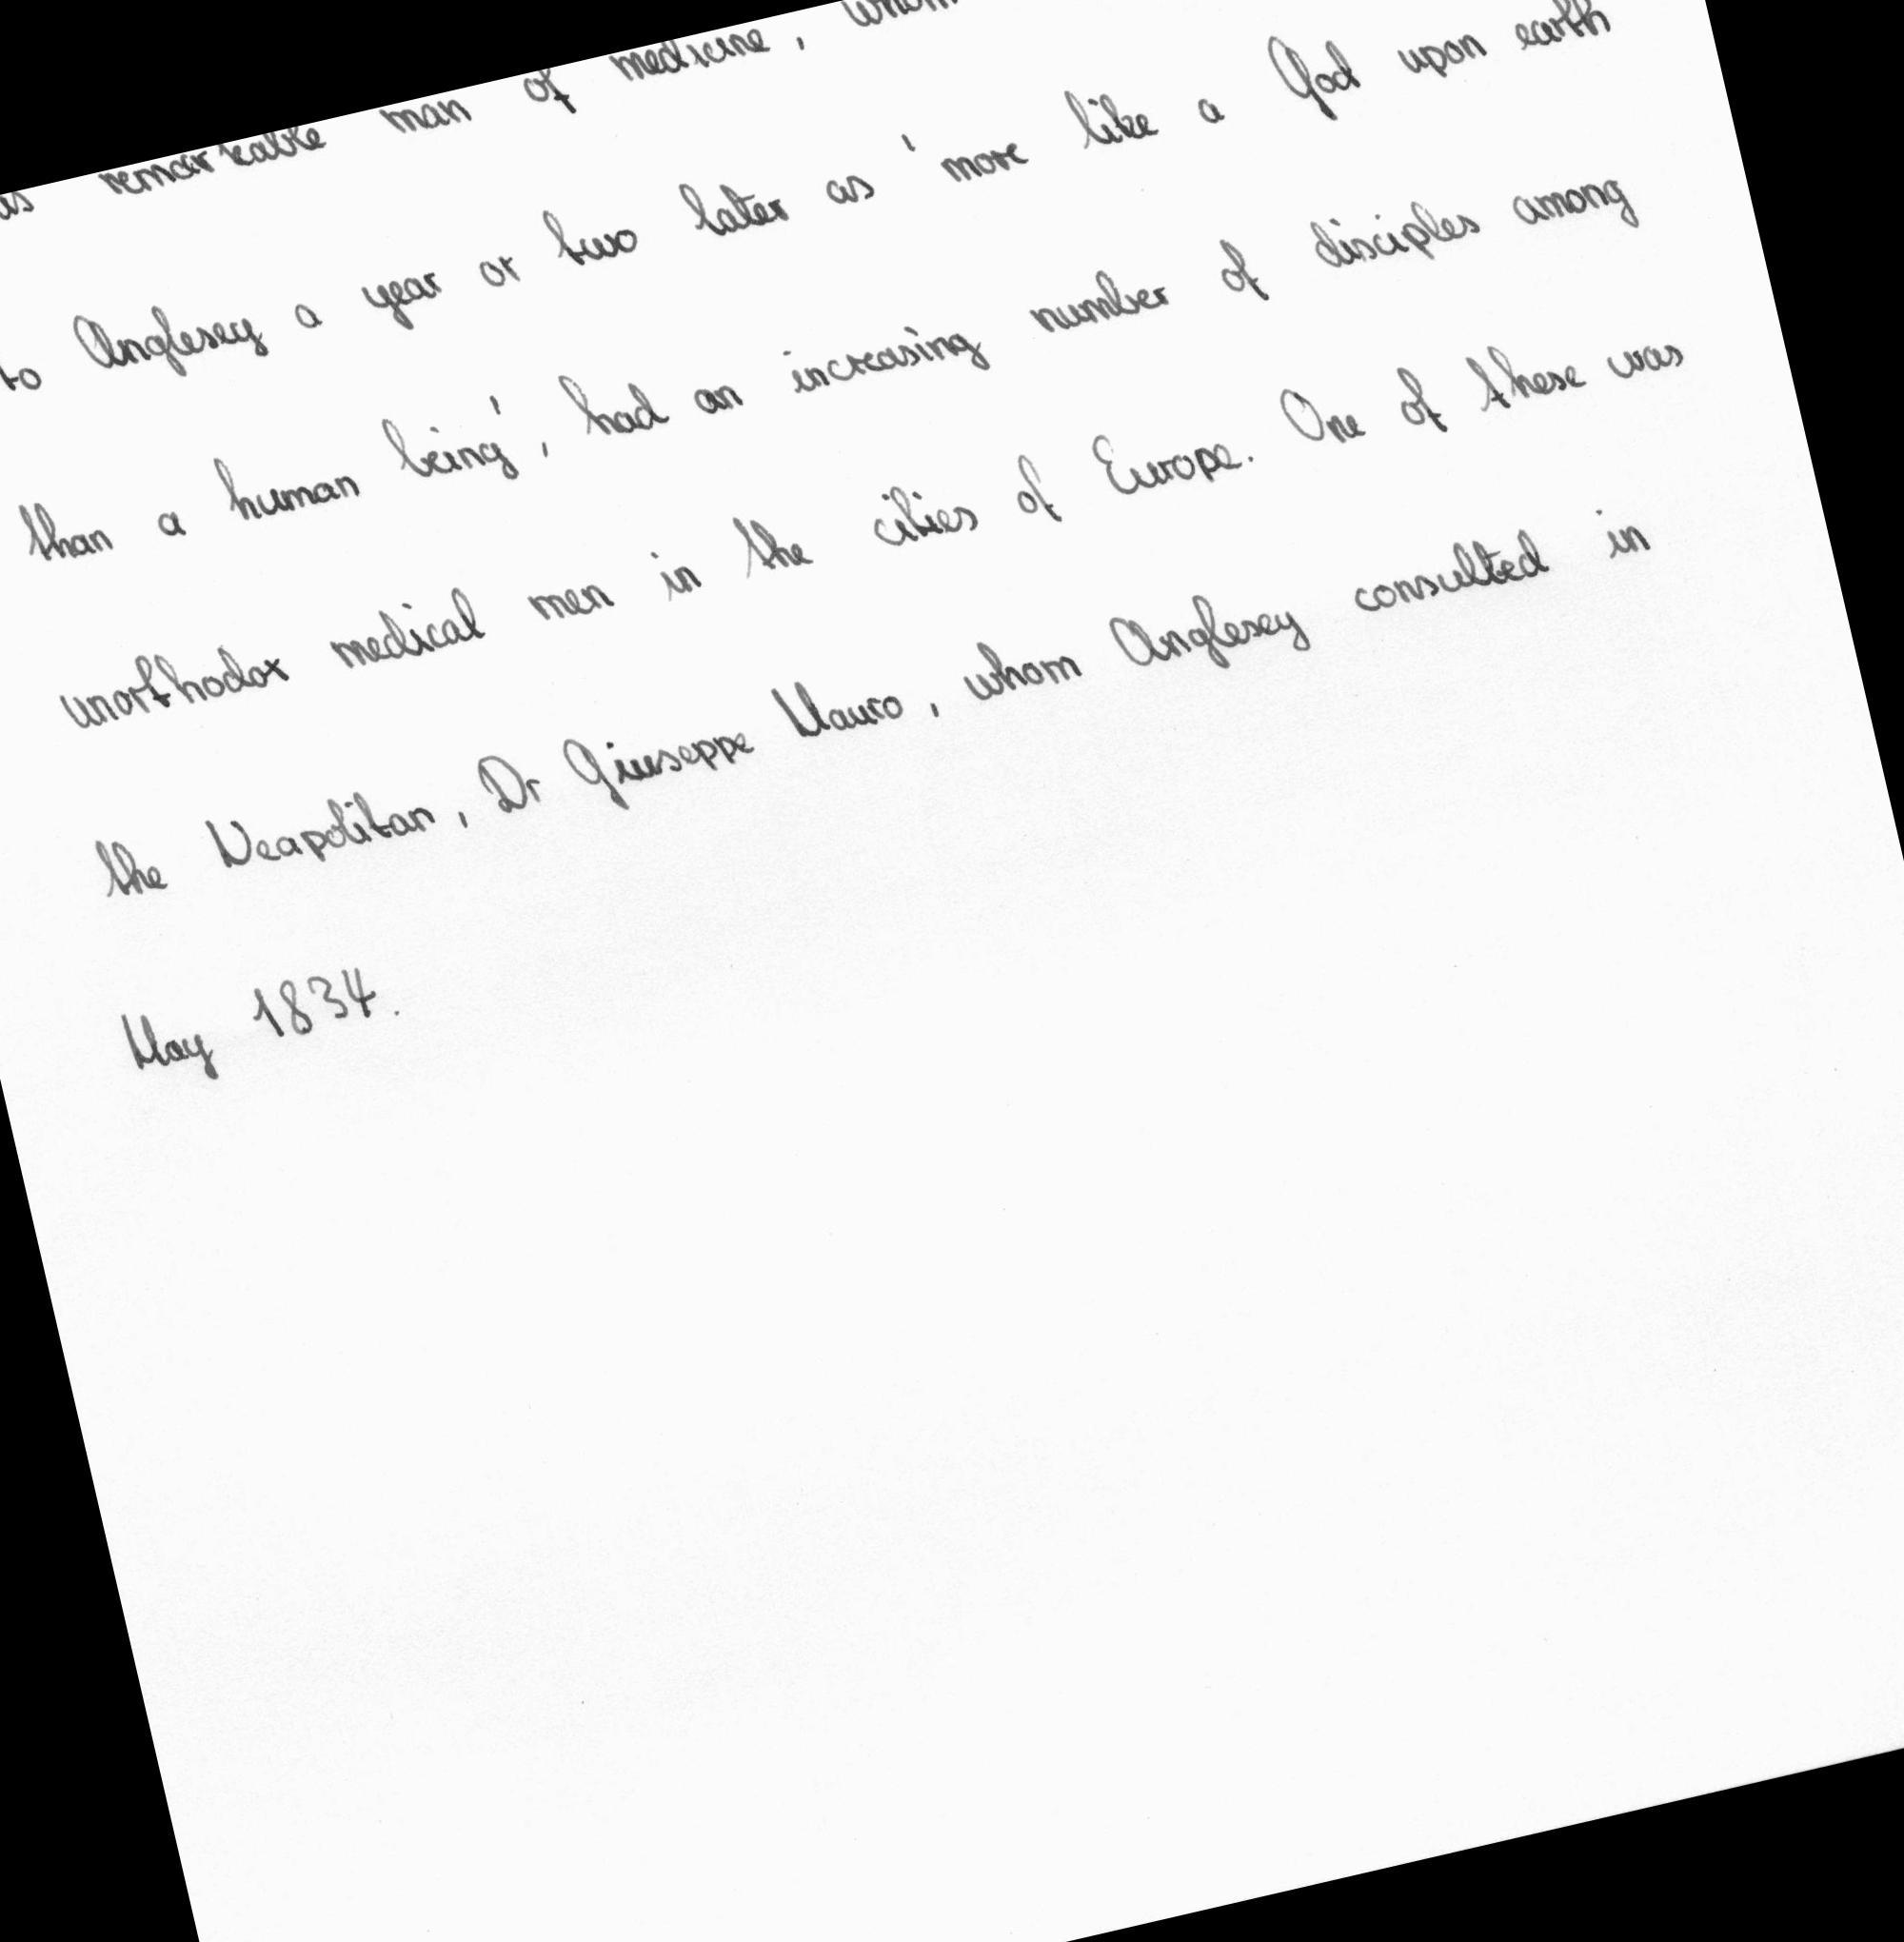 remarkable man of medicine, whom
to Anglesey a year or two later as 'more like a God upon earth
than a human being', had an increasing number of disciples among
unorthodox medical men in the cities of Europe. One of these was
the Neapolitan, Dr Giuseppe Mauro, whom Anglesey consulted in
May 1834.